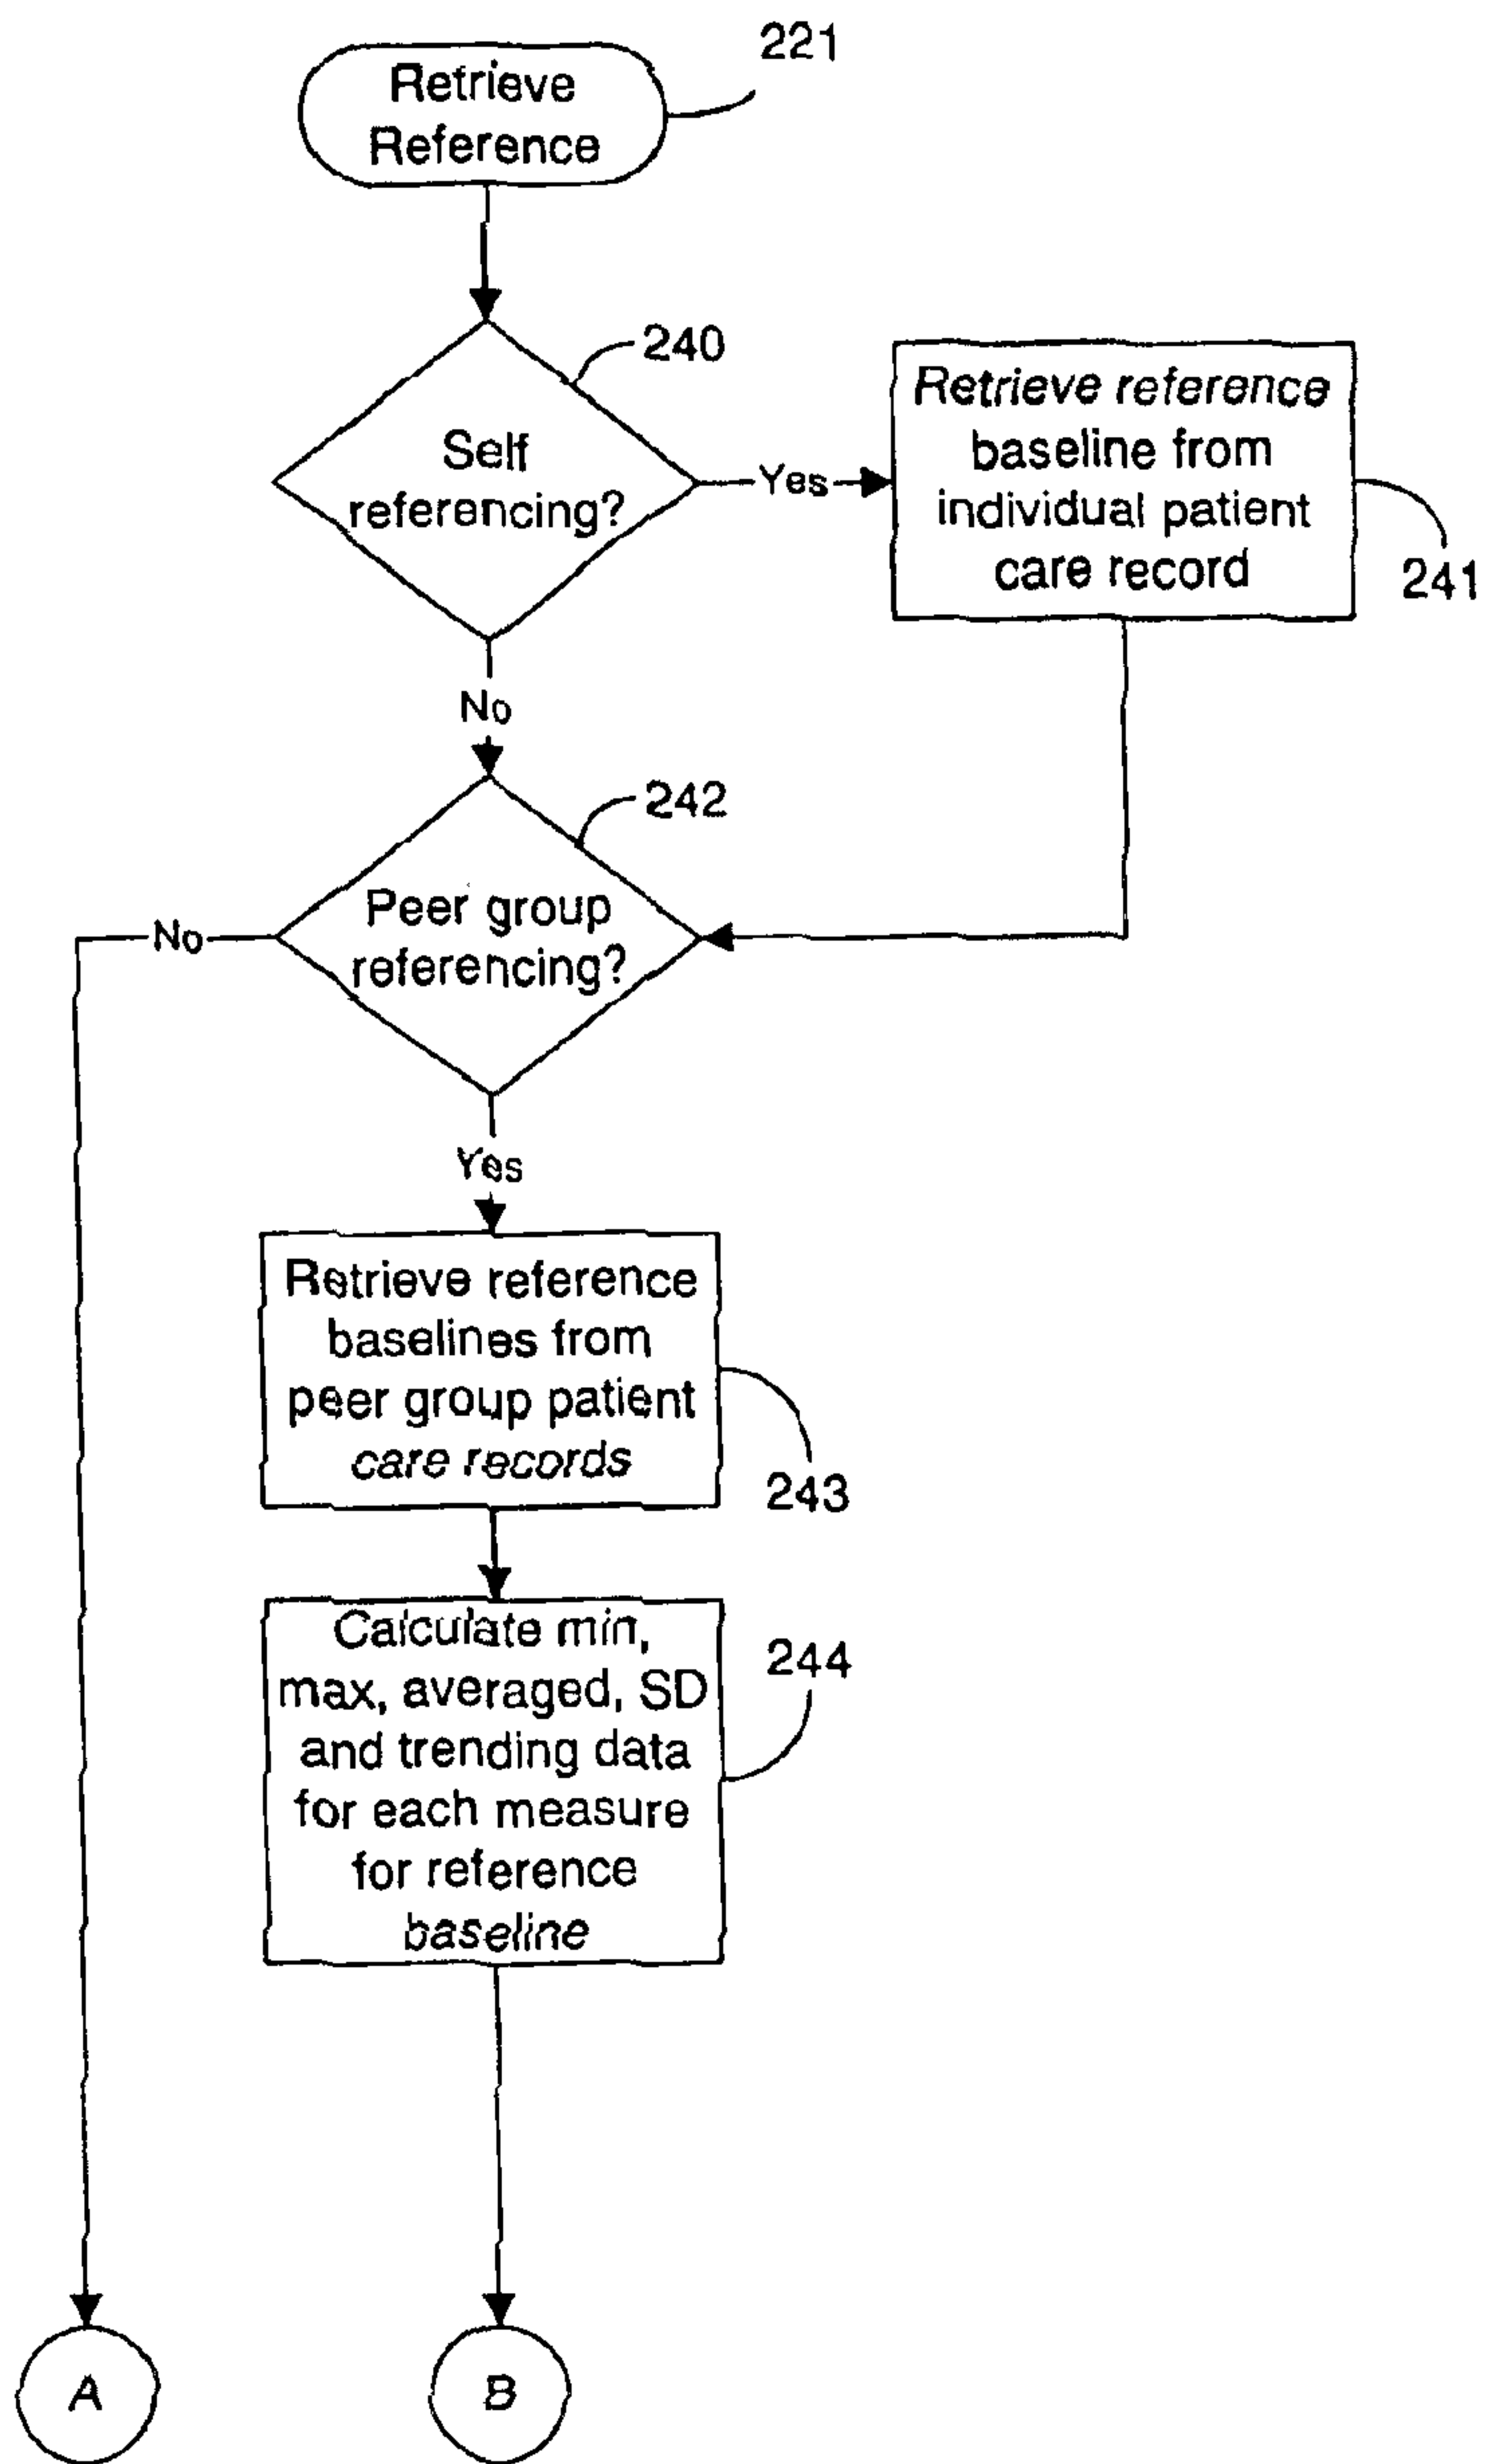 221
Retrieve
Reference
240
Self
referencing?
Yes
Retrieve reference
baseline from
individual patient
care record
241
No
242
Peer group
referencing?
No
Yes
Retrieve reference
baselines from
peer group patient
care records
243
Calculate min,
max, averaged, SD
and trending data
for each measure
for reference
baseline
244
A
B